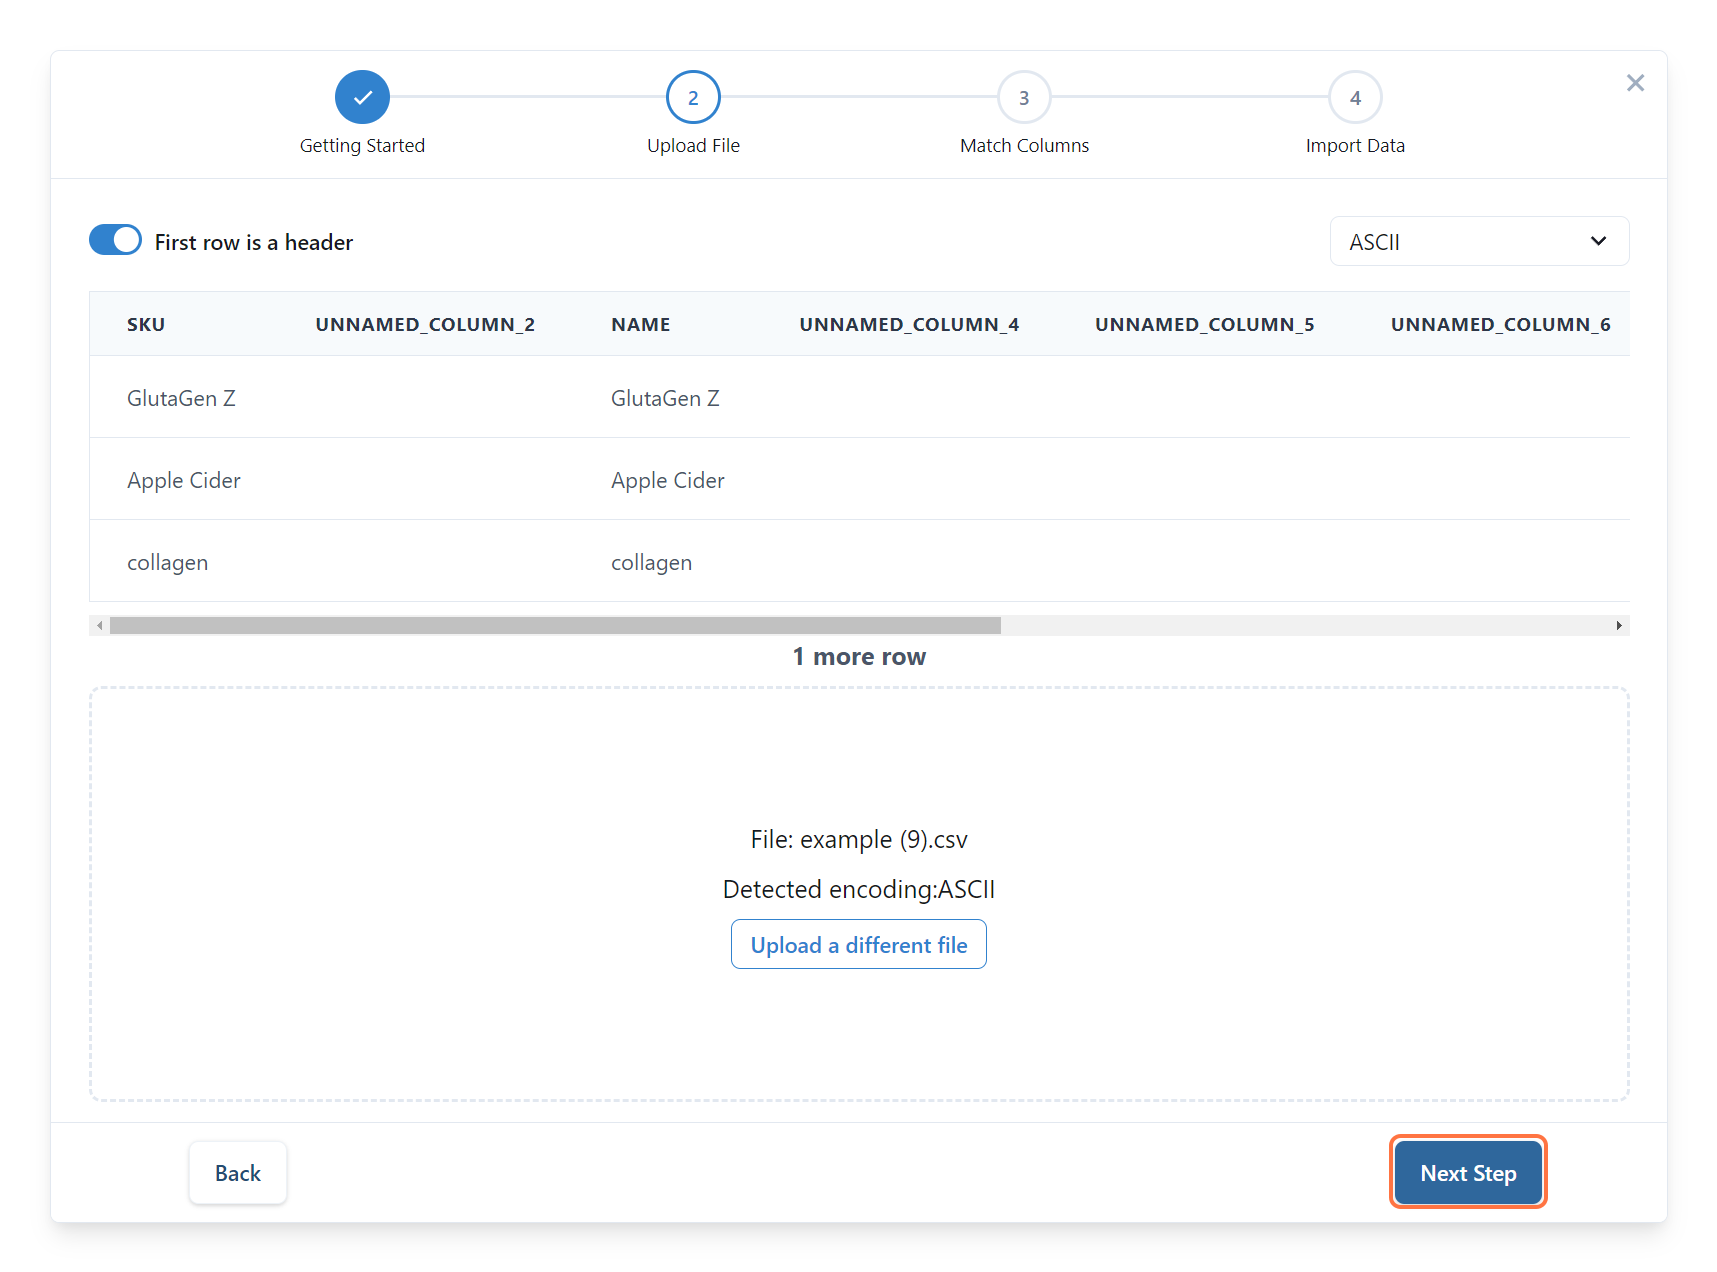 2
3
4
Getting Started
Upload File
Match Columns
Import Data
First row is a header
ASCII
SKU UNNAMED_COLUMN_2 NAME UNNAMED_COLUMN_4 UNNAMED_COLUMN_5 UNNAMED_COLUMN_6
GlutaGen Z GlutaGen Z
Apple Cider Apple Cider
collagen collagen
1 more row
File: example (9).csv
Detected encoding:ASCII
Upload a different file
Back
Next Step